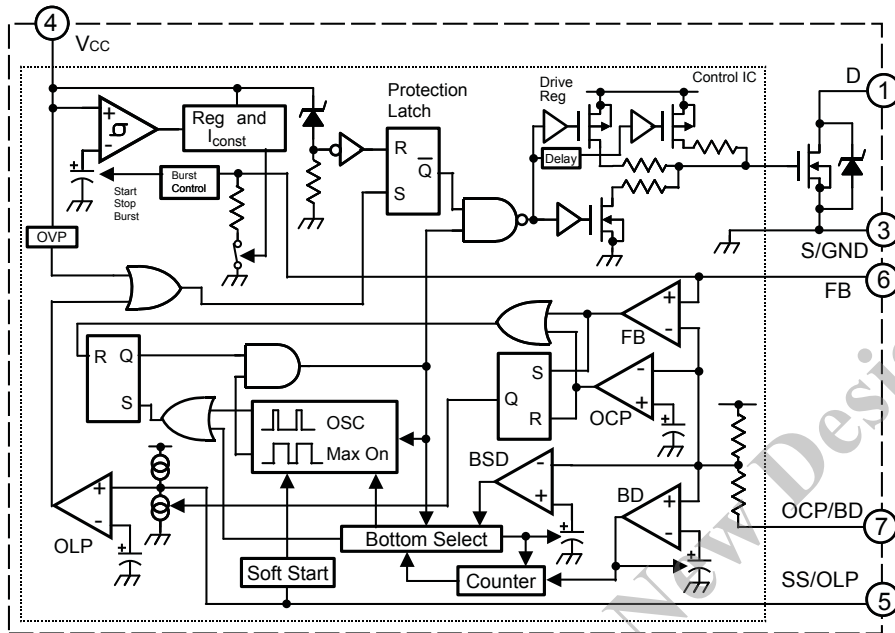 4
VCC
D
1
Control IC
Drive
Reg
Protection
Latch
Reg and
Iconst
R
Q
S
Delay
Burst
Control
Start
Stop
Burst
OVP
3
S/GND
6
FB
FB
R Q
S
S
Q
R
OCP
OSC
Max On
BSD
BD
OCP/BD
7
OLP
Bottom Select
Soft Start
Counter
SS/OLP
5
New Desi